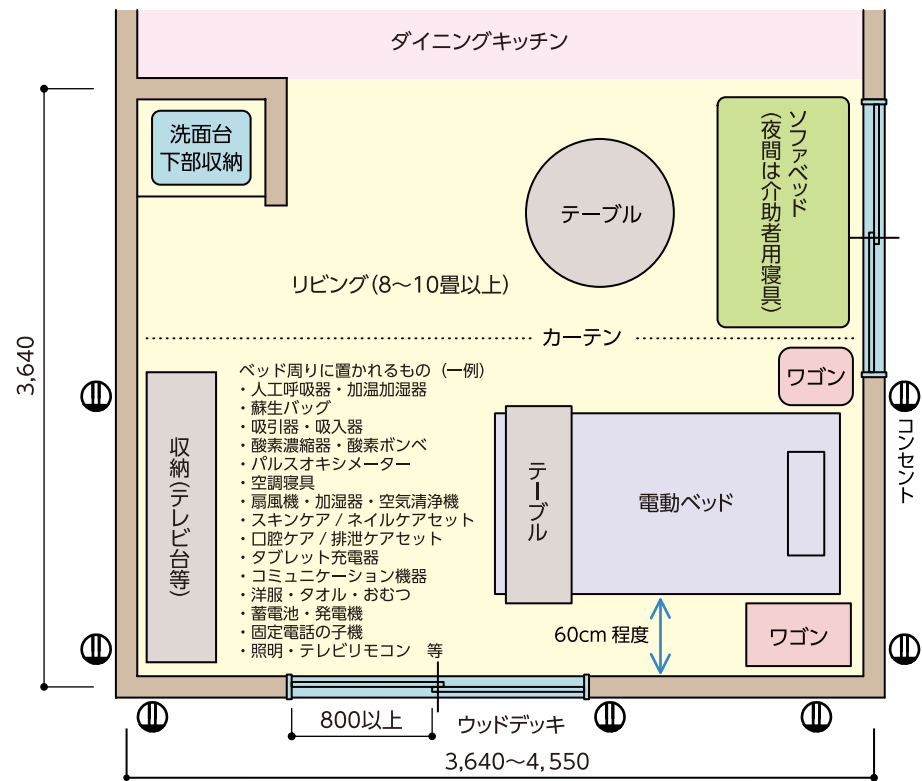 ダイニングキッチン
洗面台
下部収納
テーブル
ソファベッド
(夜間は介助者用寝具)
リビング(8～10畳以上)
カーテン
3,640
ワゴン
ベッド周りに置かれるもの（一例）
・人工呼吸器・加温加湿器
・蘇生バッグ
・吸引器・吸入器
・酸素濃縮器・酸素ボンベ
・パルスオキシメーター
・空調寝具
・扇風機・加湿器・空気清浄機
・スキンケア / ネイルケアセット
・口腔ケア / 排泄ケアセット
・タブレット充電器
・コミュニケーション機器
・洋服・タオル・おむつ
・蓄電池・発電機
・固定電話の子機
・照明・テレビリモコン　等
収納(テレビ台等)
テーブル
電動ベッド
コンセント
60cm 程度
ワゴン
800以上
ウッドデッキ
3,640～4,550